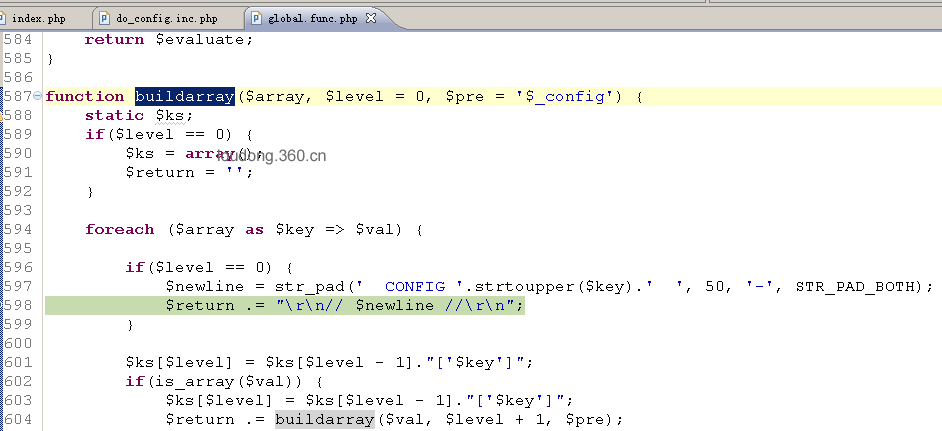 index.php do_config.inc.php global.func.php
584 return $evaluate;
585 }
586
587 function buildarray($array, $level = 0, $pre = '$_config') {
588 static $ks;
589 if($level == 0) {
590 $ks = array();
loudong.360.cn
591 $return = '';
592 }
593
594 foreach ($array as $key => $val) {
595
596 if($level == 0) {
597 $newline = str_pad('  CONFIG '.strtoupper($key).'  ', 50, '-', STR_PAD_BOTH);
598 $return .= "\r\n// $newline //\r\n";
599 }
600
601 $ks[$level] = $ks[$level - 1]."['$key']";
602 if(is_array($val)) {
603 $ks[$level] = $ks[$level - 1]."['$key']";
604 $return .= buildarray($val, $level + 1, $pre);